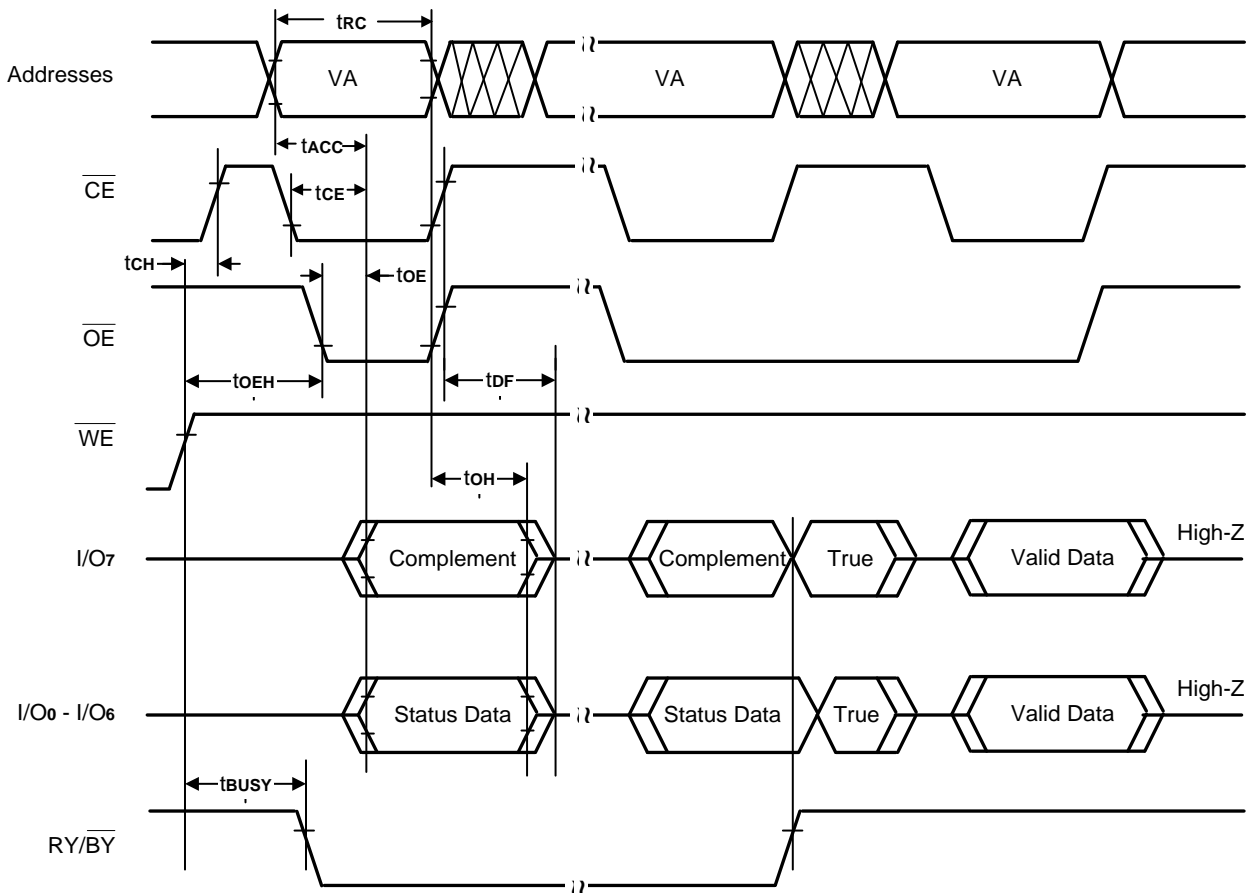 tRC
Addresses VA VA VA
tACC
CE
tCE
tCH
tOE
OE
tOEH
tDF
WE
tOH
I/O7 Complement Complement True Valid Data High-Z
I/O0 - I/O6 Status Data Status Data True Valid Data High-Z
tBUSY
RY/BY